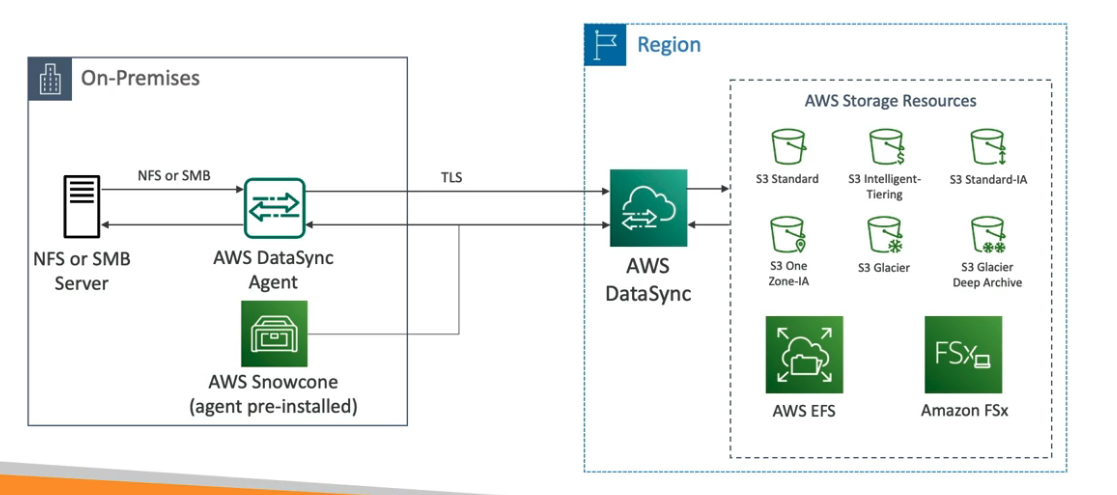 On-Premises
NFS or SMB
NFS or SMB
Server
AWS DataSync
Agent
AWS Snowcone
(agent pre-installed)
TLS
Region
AWS
DataSync
AWS Storage Resources
S3 Standard
S3 Intelligent-
Tiering
S3 Standard-IA
S3 One
Zone-IA
S3 Glacier
S3 Glacier
Deep Archive
AWS EFS
FSx
Amazon FSx